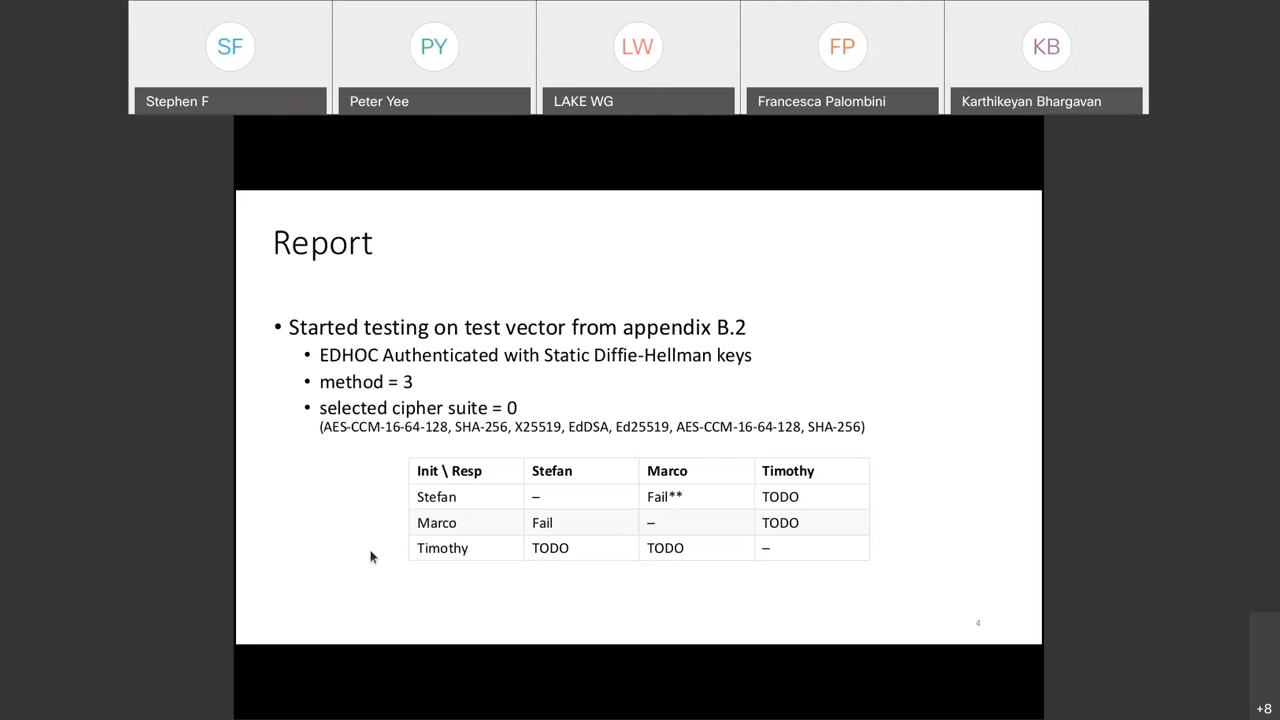 SF PY LW FP KB
Stephen F Peter Yee LAKE WG Francesca Palombini Karthikeyan Bhargavan
Report
• Started testing on test vector from appendix B.2
• EDHOC Authenticated with Static Diffie-Hellman keys
• method = 3
• selected cipher suite = 0
(AES-CCM-16-64-128, SHA-256, X25519, EdDSA, Ed25519, AES-CCM-16-64-128, SHA-256)
Init \ Resp Stefan Marco Timothy
Stefan – Fail** TODO
Marco Fail – TODO
Timothy TODO TODO –
4
+8